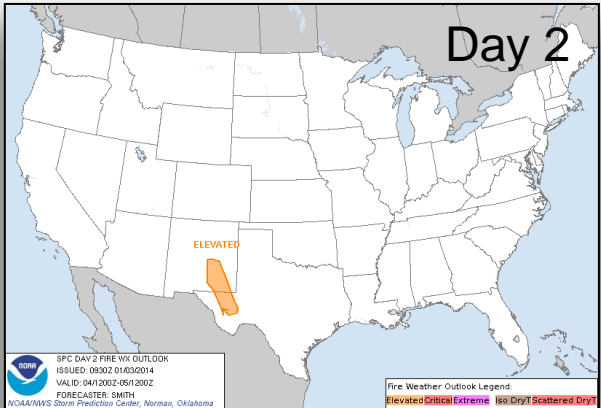 Day 2
ELEVATED
NOAA
SPC DAY 2 FIRE WX OUTLOOK
ISSUED: 0930Z 01/03/2014
VALID: 04/1200Z-05/1200Z
FORECASTER: SMITH
NOAA/NWS Storm Prediction Center, Norman, Oklahoma
Fire Weather Outlook Legend:
Elevated Critical Extreme Iso DryT Scattered DryT